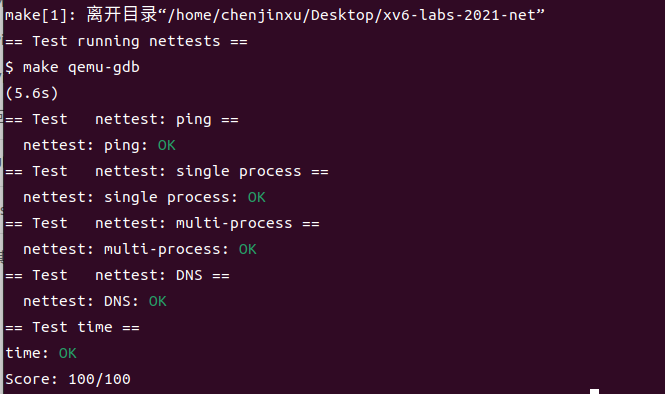 make[1]: 离开目录“/home/chenjinxu/Desktop/xv6-labs-2021-net”
== Test running nettests ==
$ make qemu-gdb
(5.6s)
== Test   nettest: ping ==
  nettest: ping: OK
== Test   nettest: single process ==
  nettest: single process: OK
== Test   nettest: multi-process ==
  nettest: multi-process: OK
== Test   nettest: DNS ==
  nettest: DNS: OK
== Test time ==
time: OK
Score: 100/100